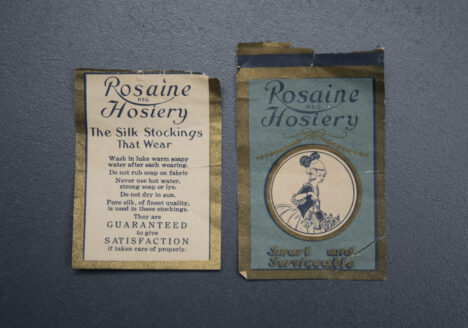 Rosaine
REG.
Hosiery
The Silk Stockings
That Wear
Wash in luke warm soapy
water after each wearing.
Do not rub soap on fabric
Never use hot water,
strong soap or lye.
Do not dry in sun.
Pure silk, of finest quality,
is used in these stockings.
They are
GUARANTEED
to give
SATISFACTION
if taken care of properly.
Rosaine
REG.
Hosiery
Smart and
Serviceable